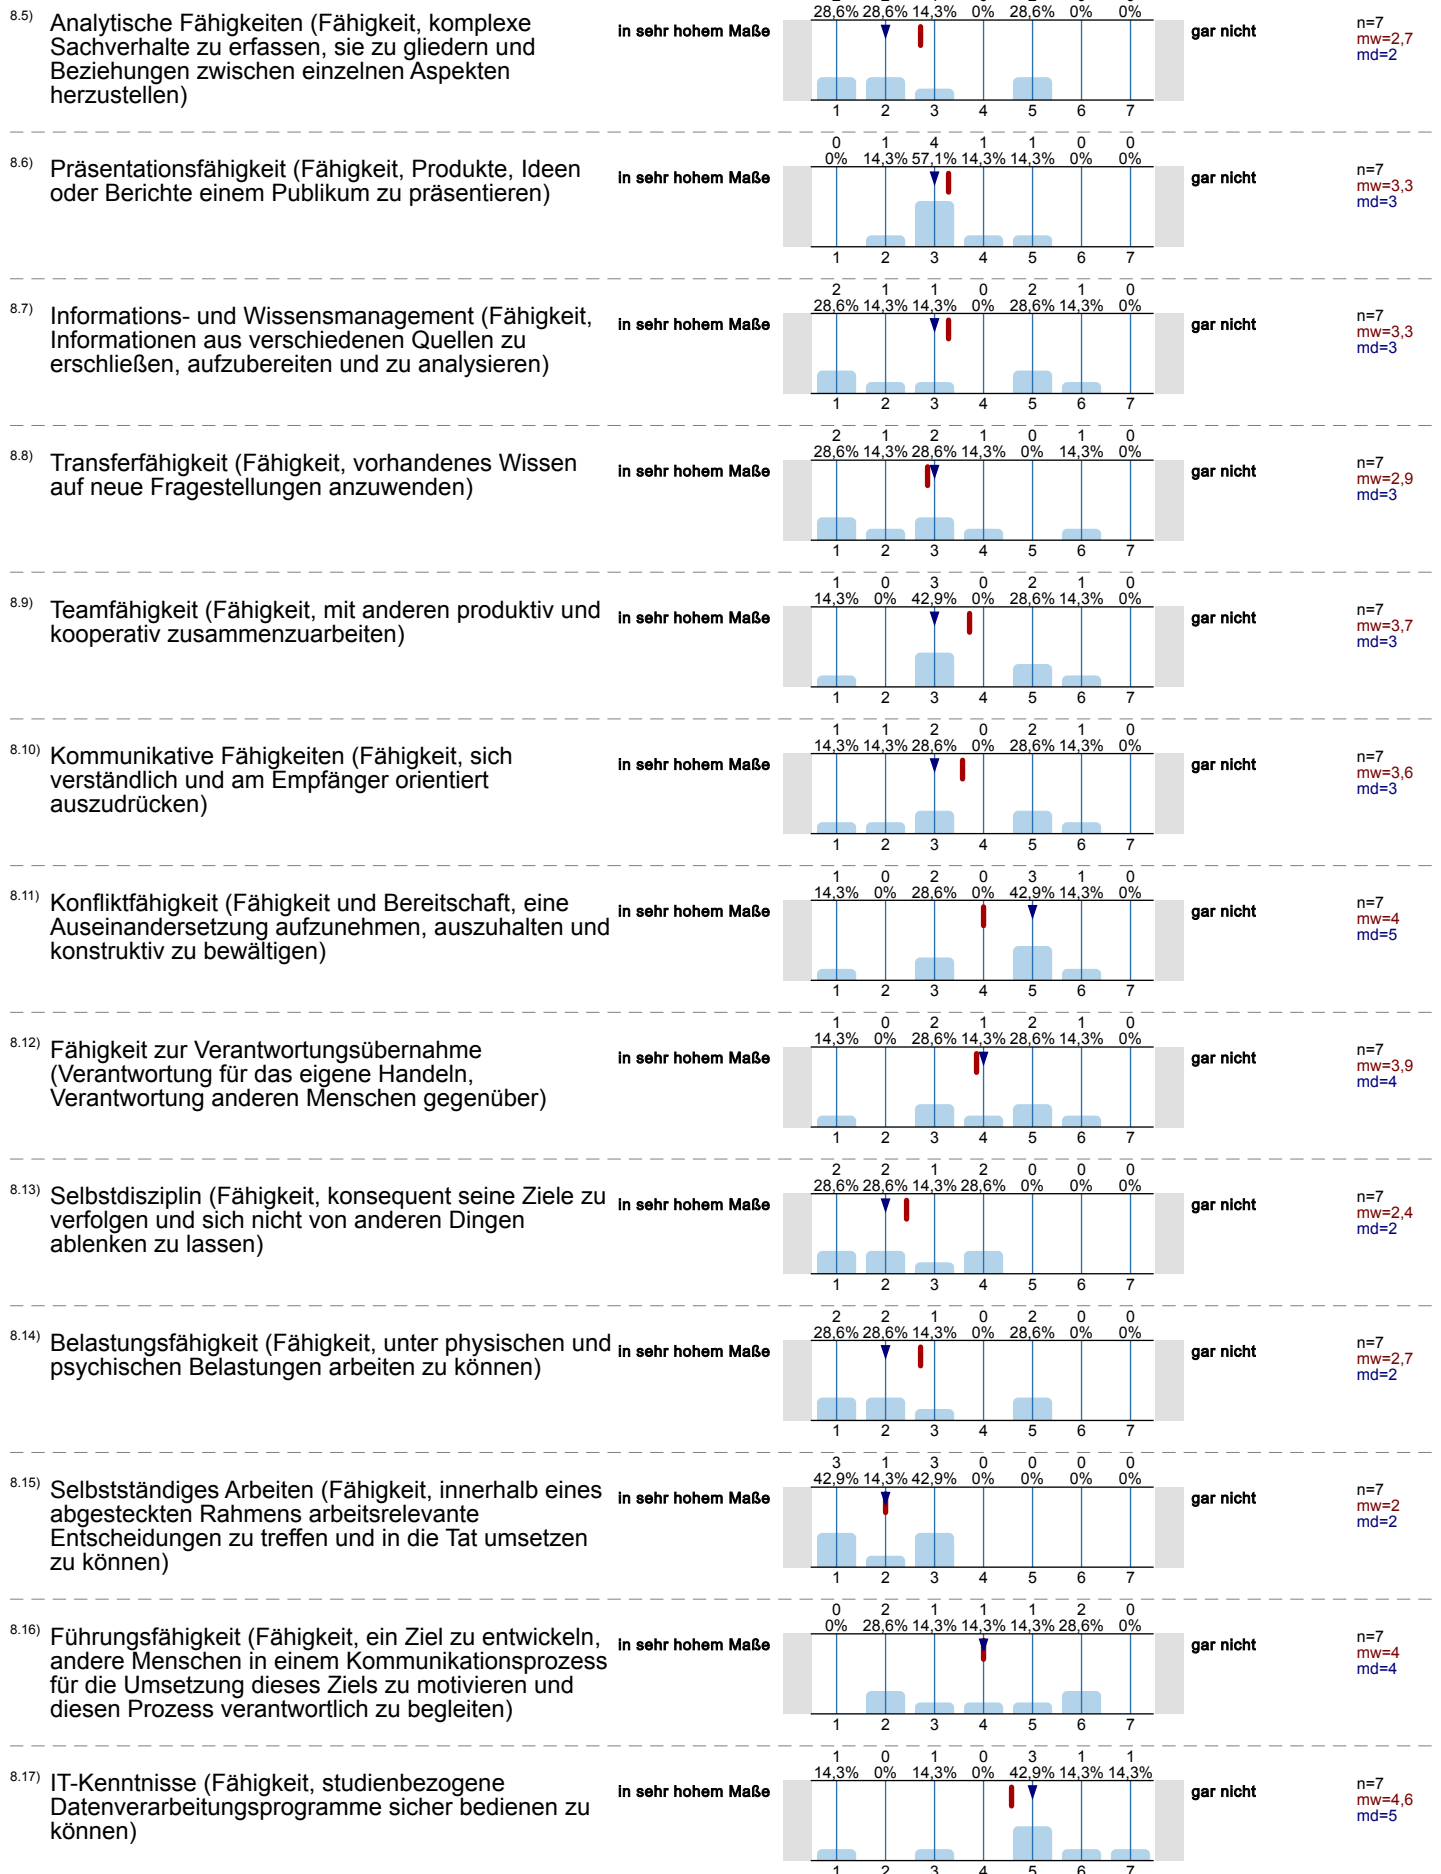 28,6% 28,6% 14,3% 0% 28,6% 0% 0%
8.5) Analytische Fähigkeiten (Fähigkeit, komplexe
Sachverhalte zu erfassen, sie zu gliedern und
Beziehungen zwischen einzelnen Aspekten
herzustellen)
in sehr hohem Maße
gar nicht
n=7
mw=2,7
md=2
1 2 3 4 5 6 7
0 1 4 1 1 0 0
0% 14,3% 57,1% 14,3% 14,3% 0% 0%
8.6) Präsentationsfähigkeit (Fähigkeit, Produkte, Ideen
oder Berichte einem Publikum zu präsentieren)
in sehr hohem Maße
gar nicht
n=7
mw=3,3
md=3
1 2 3 4 5 6 7
2 1 1 0 2 1 0
28,6% 14,3% 14,3% 0% 28,6% 14,3% 0%
8.7) Informations- und Wissensmanagement (Fähigkeit,
Informationen aus verschiedenen Quellen zu
erschließen, aufzubereiten und zu analysieren)
in sehr hohem Maße
gar nicht
n=7
mw=3,3
md=3
1 2 3 4 5 6 7
2 1 2 1 0 1 0
28,6% 14,3% 28,6% 14,3% 0% 14,3% 0%
8.8) Transferfähigkeit (Fähigkeit, vorhandenes Wissen
auf neue Fragestellungen anzuwenden)
in sehr hohem Maße
gar nicht
n=7
mw=2,9
md=3
1 2 3 4 5 6 7
1 0 3 0 2 1 0
14,3% 0% 42,9% 0% 28,6% 14,3% 0%
8.9) Teamfähigkeit (Fähigkeit, mit anderen produktiv und
kooperativ zusammenzuarbeiten)
in sehr hohem Maße
gar nicht
n=7
mw=3,7
md=3
1 2 3 4 5 6 7
1 1 2 0 2 1 0
14,3% 14,3% 28,6% 0% 28,6% 14,3% 0%
8.10) Kommunikative Fähigkeiten (Fähigkeit, sich
verständlich und am Empfänger orientiert
auszudrücken)
in sehr hohem Maße
gar nicht
n=7
mw=3,6
md=3
1 2 3 4 5 6 7
1 0 2 0 3 1 0
14,3% 0% 28,6% 0% 42,9% 14,3% 0%
8.11) Konfliktfähigkeit (Fähigkeit und Bereitschaft, eine
Auseinandersetzung aufzunehmen, auszuhalten und
konstruktiv zu bewältigen)
in sehr hohem Maße
gar nicht
n=7
mw=4
md=5
1 2 3 4 5 6 7
1 0 2 1 2 1 0
14,3% 0% 28,6% 14,3% 28,6% 14,3% 0%
8.12) Fähigkeit zur Verantwortungsübernahme
(Verantwortung für das eigene Handeln,
Verantwortung anderen Menschen gegenüber)
in sehr hohem Maße
gar nicht
n=7
mw=3,9
md=4
1 2 3 4 5 6 7
2 2 1 2 0 0 0
28,6% 28,6% 14,3% 28,6% 0% 0% 0%
8.13) Selbstdisziplin (Fähigkeit, konsequent seine Ziele zu
verfolgen und sich nicht von anderen Dingen
ablenken zu lassen)
in sehr hohem Maße
gar nicht
n=7
mw=2,4
md=2
1 2 3 4 5 6 7
2 2 1 0 2 0 0
28,6% 28,6% 14,3% 0% 28,6% 0% 0%
8.14) Belastungsfähigkeit (Fähigkeit, unter physischen und
psychischen Belastungen arbeiten zu können)
in sehr hohem Maße
gar nicht
n=7
mw=2,7
md=2
1 2 3 4 5 6 7
3 1 3 0 0 0 0
42,9% 14,3% 42,9% 0% 0% 0% 0%
8.15) Selbstständiges Arbeiten (Fähigkeit, innerhalb eines
abgesteckten Rahmens arbeitsrelevante
Entscheidungen zu treffen und in die Tat umsetzen
zu können)
in sehr hohem Maße
gar nicht
n=7
mw=2
md=2
1 2 3 4 5 6 7
0 2 1 1 1 2 0
0% 28,6% 14,3% 14,3% 14,3% 28,6% 0%
8.16) Führungsfähigkeit (Fähigkeit, ein Ziel zu entwickeln,
andere Menschen in einem Kommunikationsprozess
für die Umsetzung dieses Ziels zu motivieren und
diesen Prozess verantwortlich zu begleiten)
in sehr hohem Maße
gar nicht
n=7
mw=4
md=4
1 2 3 4 5 6 7
1 0 1 0 3 1 1
14,3% 0% 14,3% 0% 42,9% 14,3% 14,3%
8.17) IT-Kenntnisse (Fähigkeit, studienbezogene
Datenverarbeitungsprogramme sicher bedienen zu
können)
in sehr hohem Maße
gar nicht
n=7
mw=4,6
md=5
1 2 3 4 5 6 7